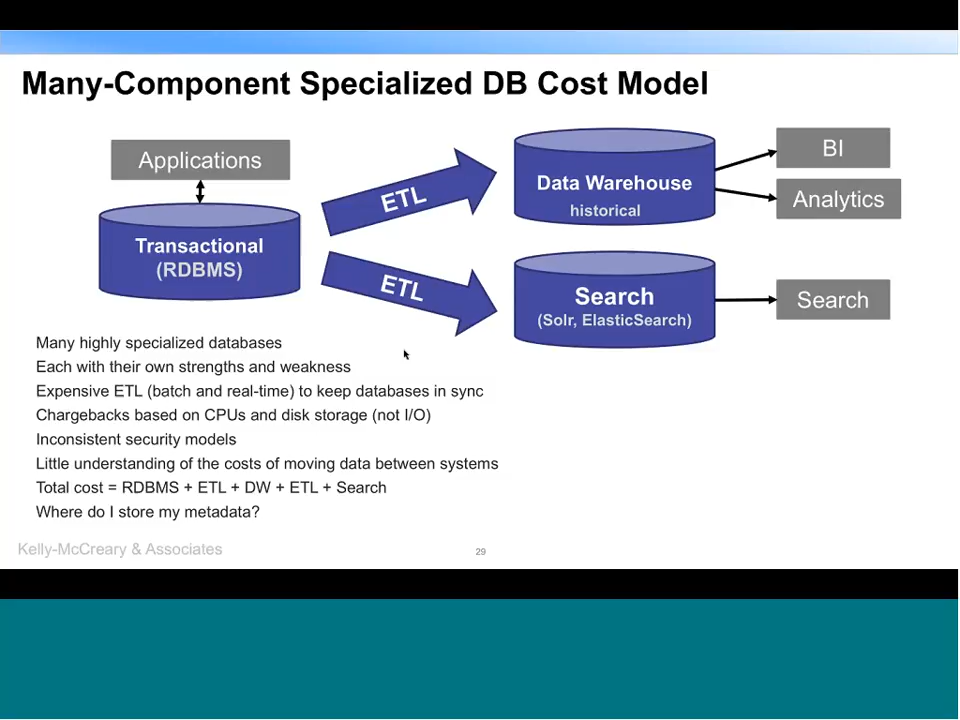 Many-Component Specialized DB Cost Model
Applications
Transactional
(RDBMS)
ETL
ETL
Data Warehouse
historical
BI
Analytics
Search
(Solr, ElasticSearch)
Search
Many highly specialized databases
Each with their own strengths and weakness
Expensive ETL (batch and real-time) to keep databases in sync
Chargebacks based on CPUs and disk storage (not I/O)
Inconsistent security models
Little understanding of the costs of moving data between systems
Total cost = RDBMS + ETL + DW + ETL + Search
Where do I store my metadata?
Kelly-McCreary & Associates
29